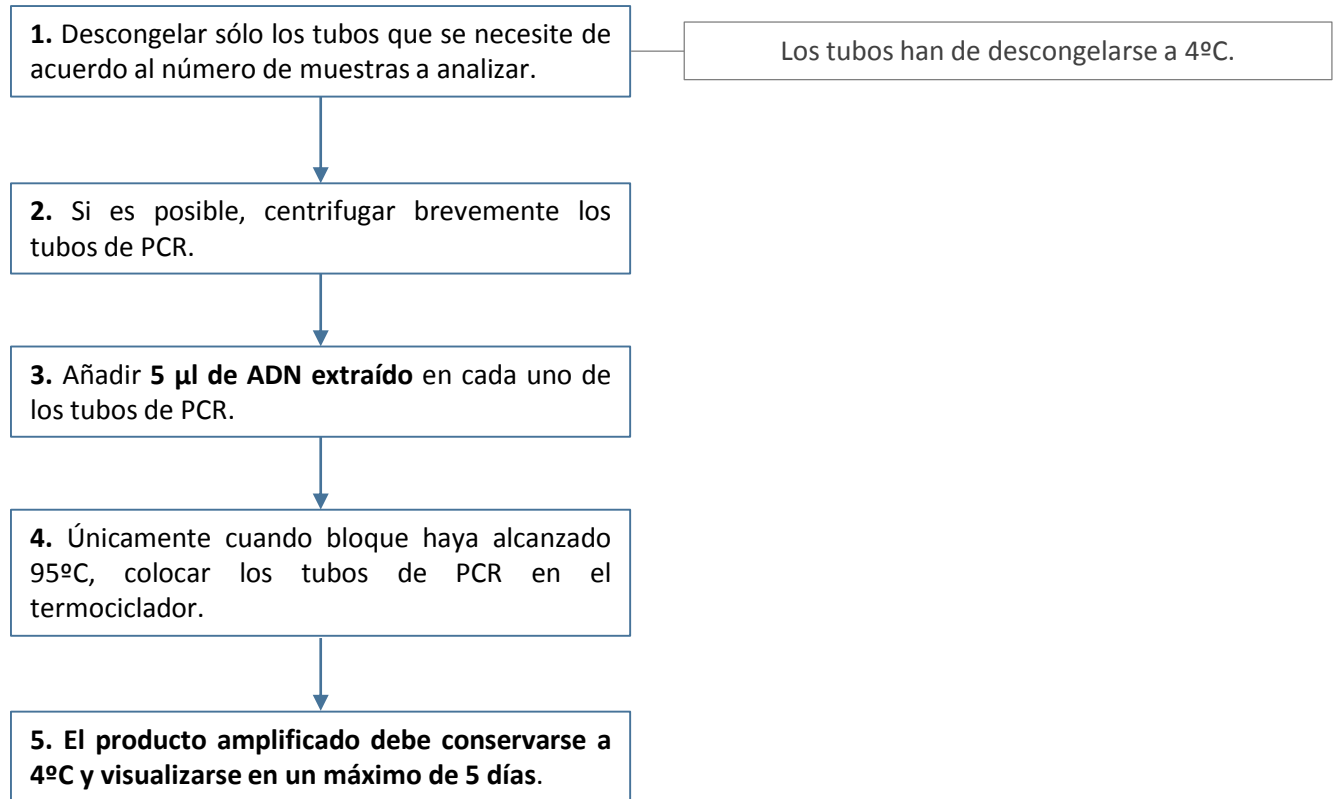 1. Descongelar sólo los tubos que se necesite de
acuerdo al número de muestras a analizar.
Los tubos han de descongelarse a 4ºC.
2. Si es posible, centrifugar brevemente los
tubos de PCR.
3. Añadir 5 µl de ADN extraído en cada uno de
los tubos de PCR.
4. Únicamente cuando bloque haya alcanzado
95ºC, colocar los tubos de PCR en el
termociclador.
5. El producto amplificado debe conservarse a
4ºC y visualizarse en un máximo de 5 días.